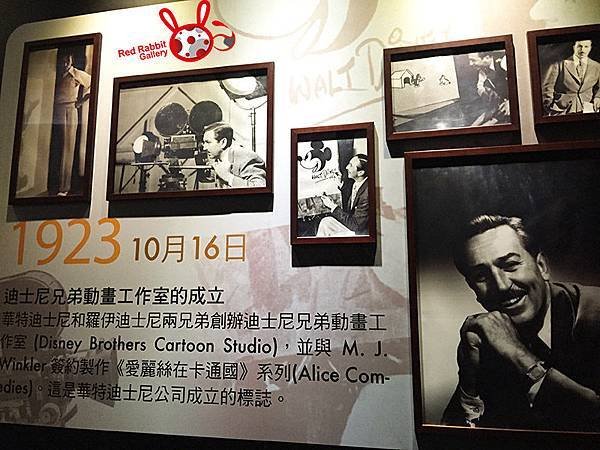 Red Rabbit
Gallery
WALT D
WALT DIS
1923 10月16日
迪士尼兄弟動畫工作室的成立
華特迪士尼和羅伊迪士尼兩兄弟創辦迪士尼兄弟動畫工
作室 (Disney Brothers Cartoon Studio)，並與 M. J.
Winkler 簽約製作《愛麗絲在卡通國》系列(Alice Com-
edies)。這是華特迪士尼公司成立的標誌。